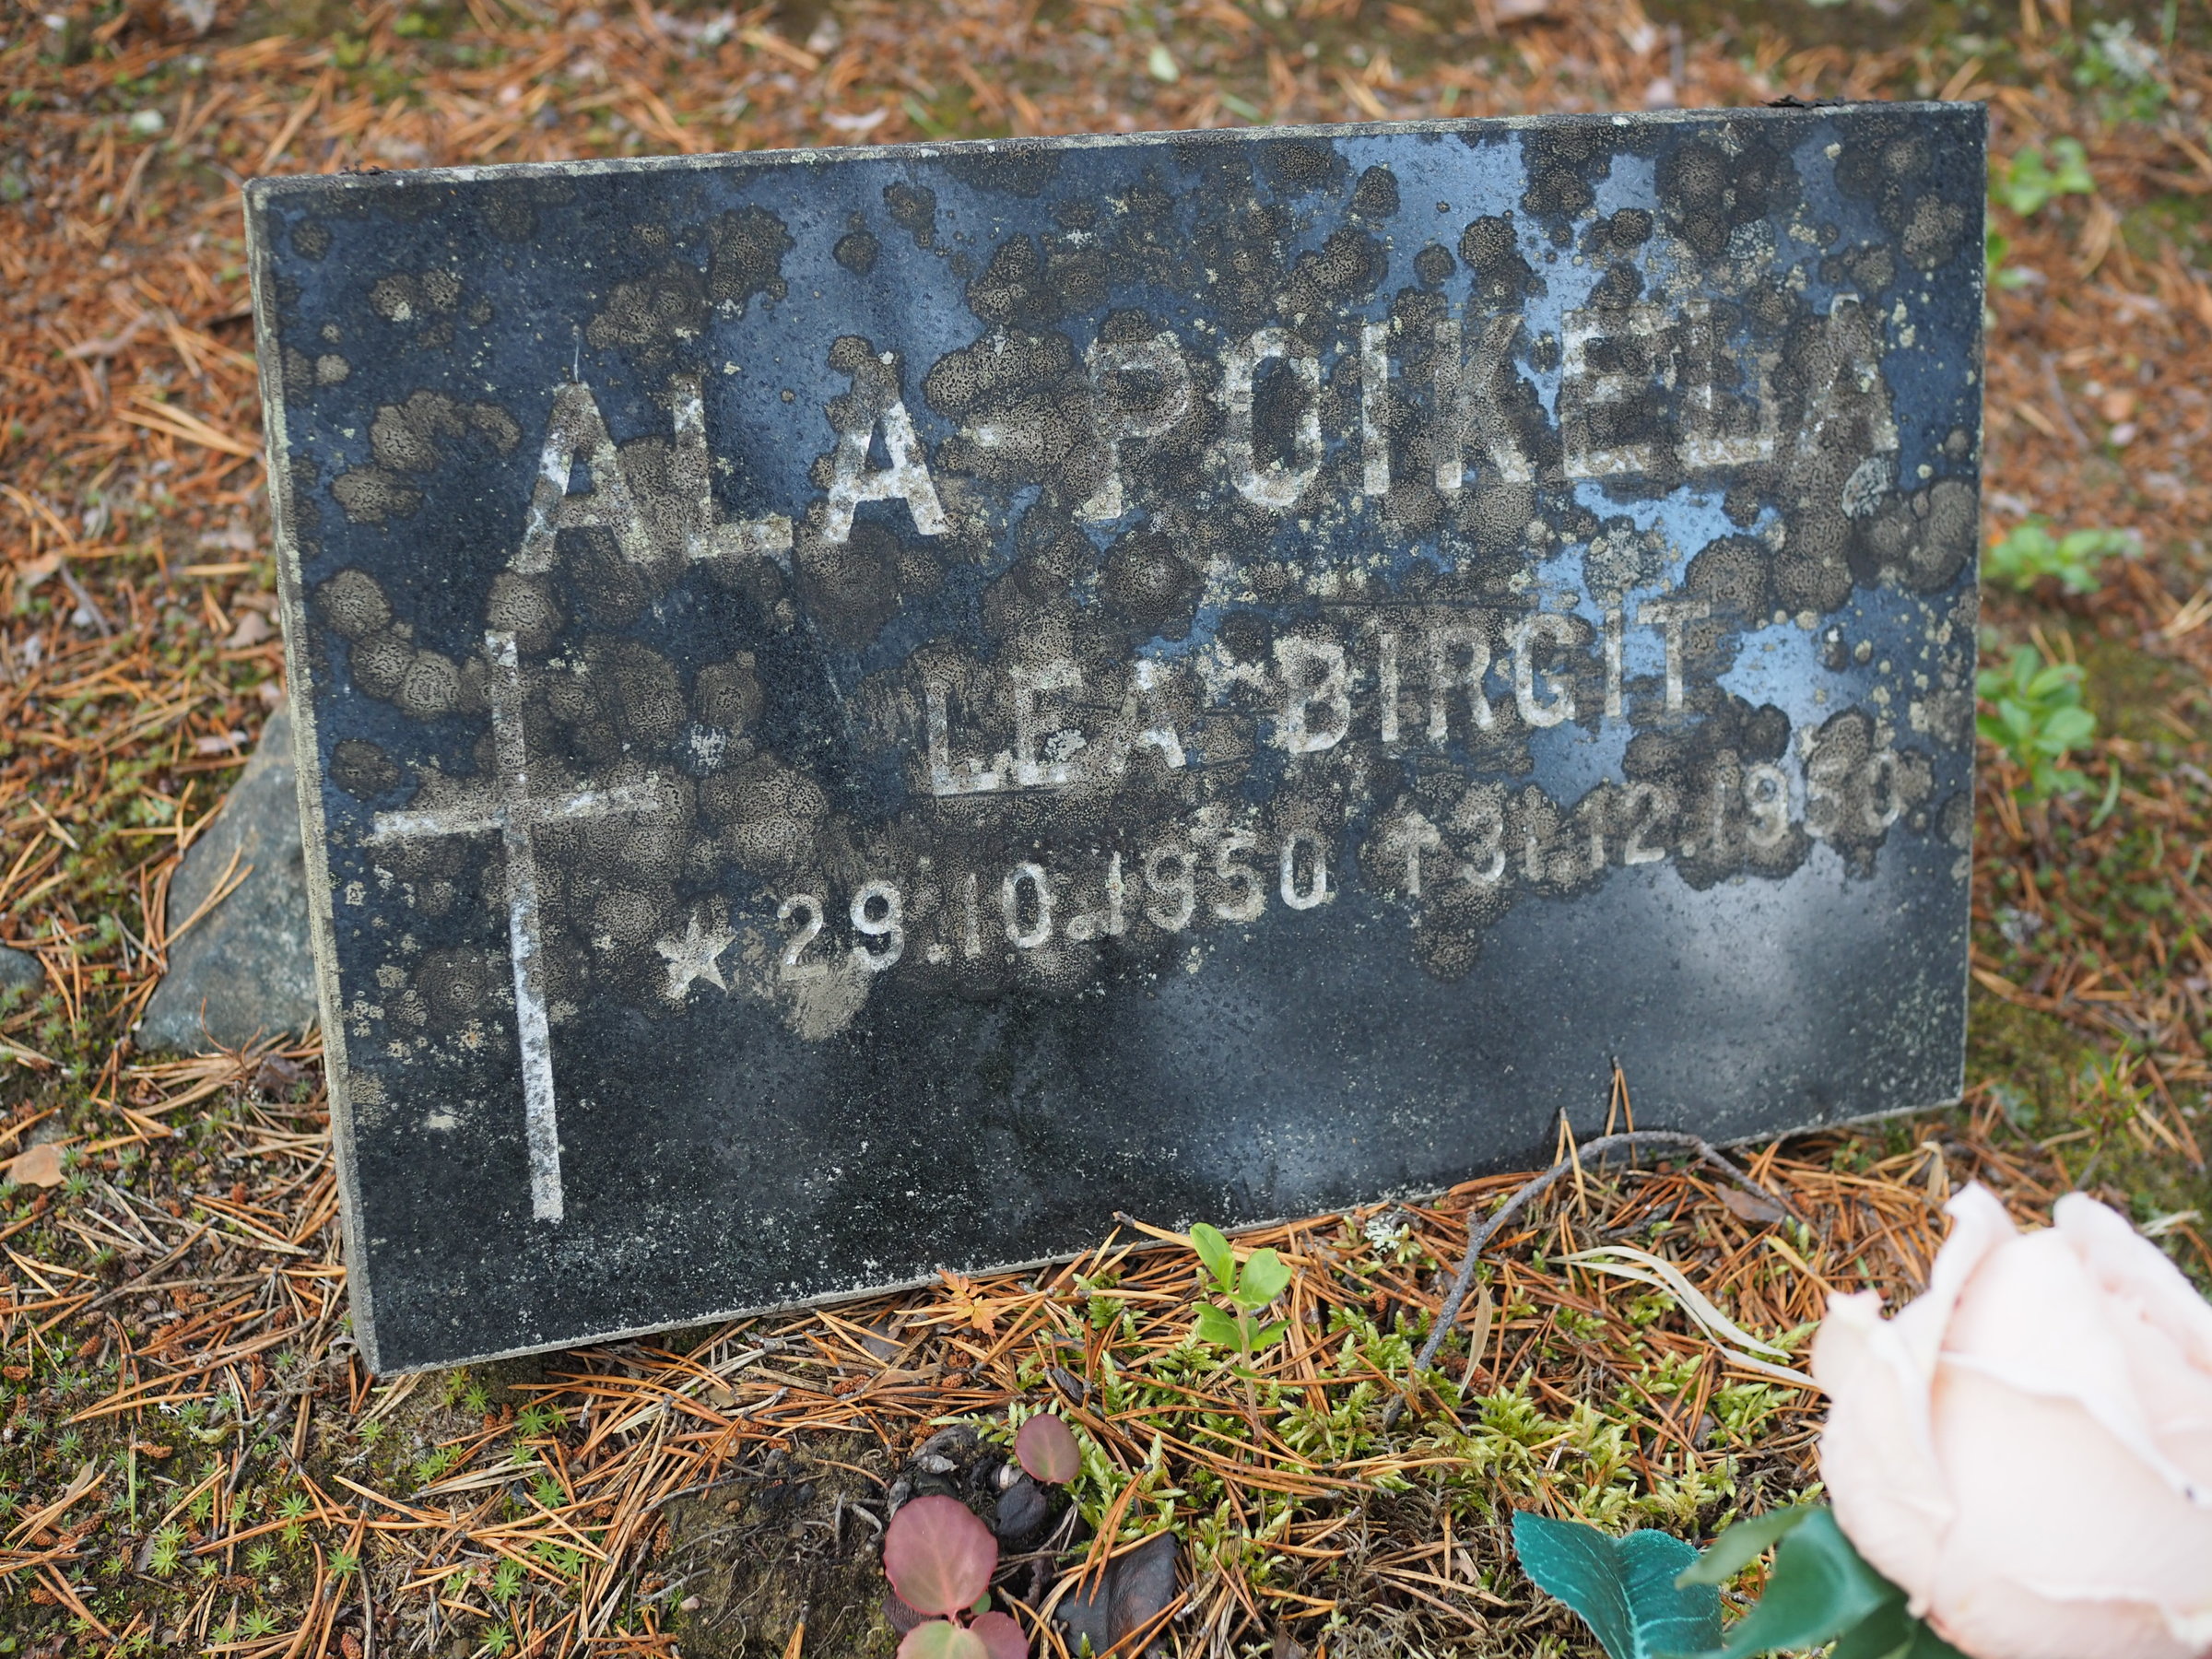 ALA-POIKELA
LEA BIRGIT
★ 29.10.1950 † 31.12.1950